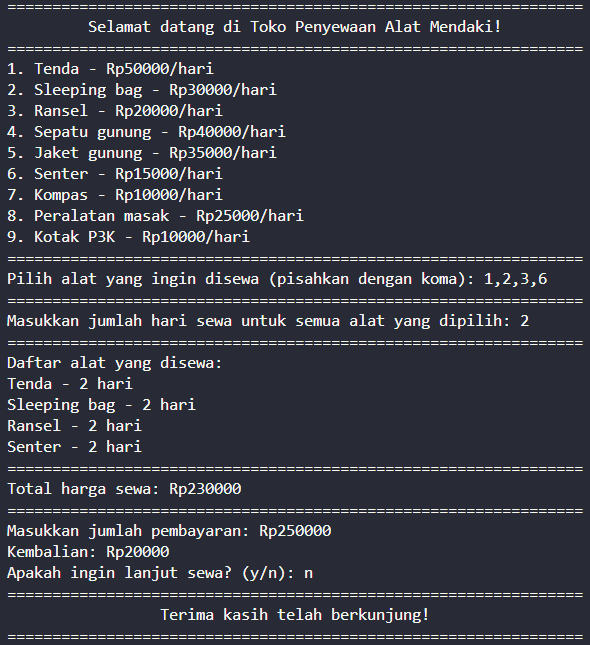 ================================================================
Selamat datang di Toko Penyewaan Alat Mendaki!
================================================================
1. Tenda - Rp50000/hari
2. Sleeping bag - Rp30000/hari
3. Ransel - Rp20000/hari
4. Sepatu gunung - Rp40000/hari
5. Jaket gunung - Rp35000/hari
6. Senter - Rp15000/hari
7. Kompas - Rp10000/hari
8. Peralatan masak - Rp25000/hari
9. Kotak P3K - Rp10000/hari
================================================================
Pilih alat yang ingin disewa (pisahkan dengan koma): 1,2,3,6
================================================================
Masukkan jumlah hari sewa untuk semua alat yang dipilih: 2
================================================================
Daftar alat yang disewa:
Tenda - 2 hari
Sleeping bag - 2 hari
Ransel - 2 hari
Senter - 2 hari
================================================================
Total harga sewa: Rp230000
================================================================
Masukkan jumlah pembayaran: Rp250000
Kembalian: Rp20000
Apakah ingin lanjut sewa? (y/n): n
================================================================
Terima kasih telah berkunjung!
================================================================